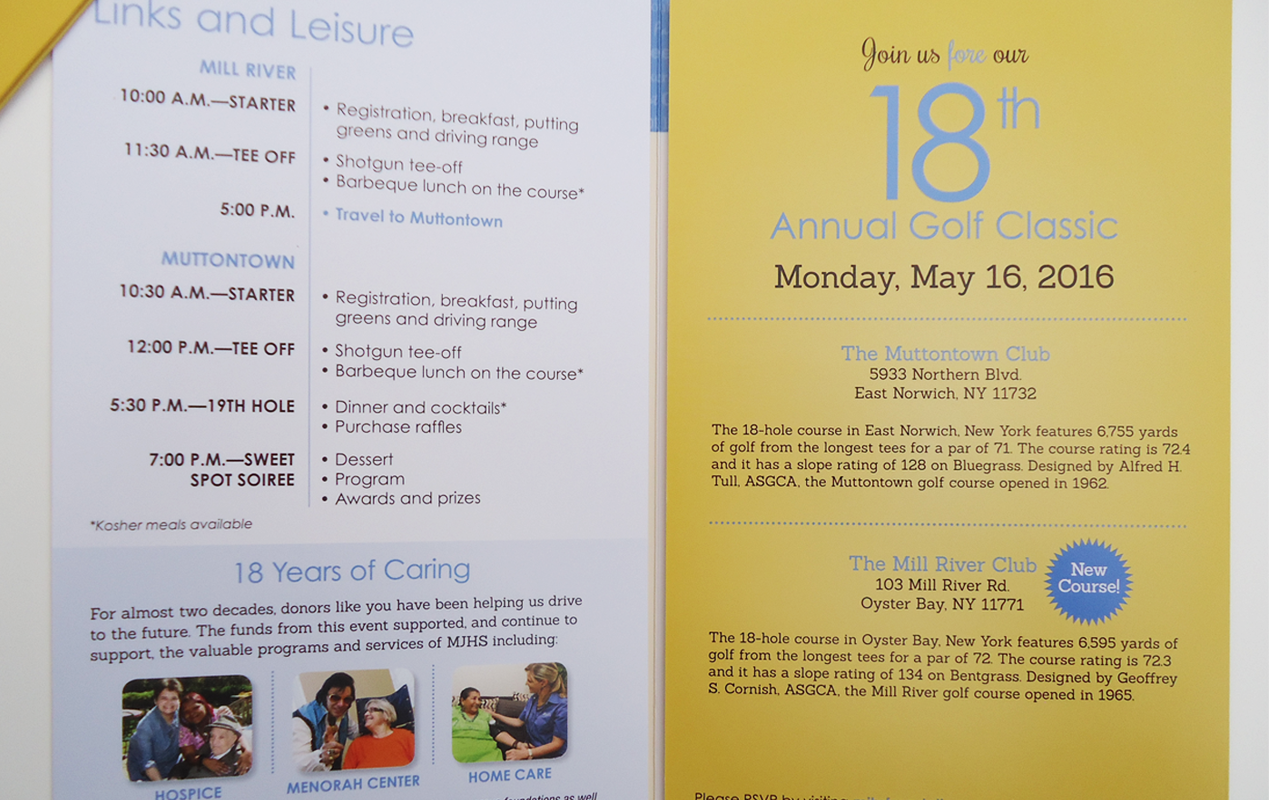 Links and Leisure
MILL RIVER
10:00 A.M.—STARTER
• Registration, breakfast, putting
greens and driving range
11:30 A.M.—TEE OFF
• Shotgun tee-off
• Barbeque lunch on the course*
5:00 P.M.
• Travel to Muttontown
MUTTONTOWN
10:30 A.M.—STARTER
• Registration, breakfast, putting
greens and driving range
12:00 P.M.—TEE OFF
• Shotgun tee-off
• Barbeque lunch on the course*
5:30 P.M.—19TH HOLE
• Dinner and cocktails*
• Purchase raffles
7:00 P.M.—SWEET
SPOT SOIREE
• Dessert
• Program
• Awards and prizes
*Kosher meals available
18 Years of Caring
For almost two decades, donors like you have been helping us drive
to the future. The funds from this event supported, and continue to
support, the valuable programs and services of MJHS including:
HOSPICE
MENORAH CENTER
HOME CARE
foundations as well
Join us fore our
18th
Annual Golf Classic
Monday, May 16, 2016
The Muttontown Club
5933 Northern Blvd.
East Norwich, NY 11732
The 18-hole course in East Norwich, New York features 6,755 yards
of golf from the longest tees for a par of 71. The course rating is 72.4
and it has a slope rating of 128 on Bluegrass. Designed by Alfred H.
Tull, ASGCA, the Muttontown golf course opened in 1962.
The Mill River Club
103 Mill River Rd.
Oyster Bay, NY 11771
New
Course!
The 18-hole course in Oyster Bay, New York features 6,595 yards of
golf from the longest tees for a par of 72. The course rating is 72.3
and it has a slope rating of 134 on Bentgrass. Designed by Geoffrey
S. Cornish, ASGCA, the Mill River golf course opened in 1965.
Please RSVP by visiting